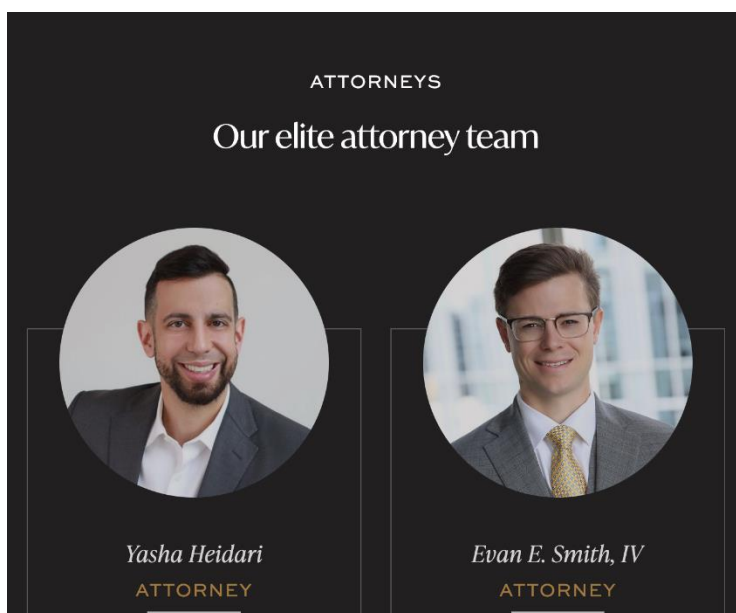 ATTORNEYS
Our elite attorney team
Yasha Heidari
ATTORNEY
Evan E. Smith, IV
ATTORNEY